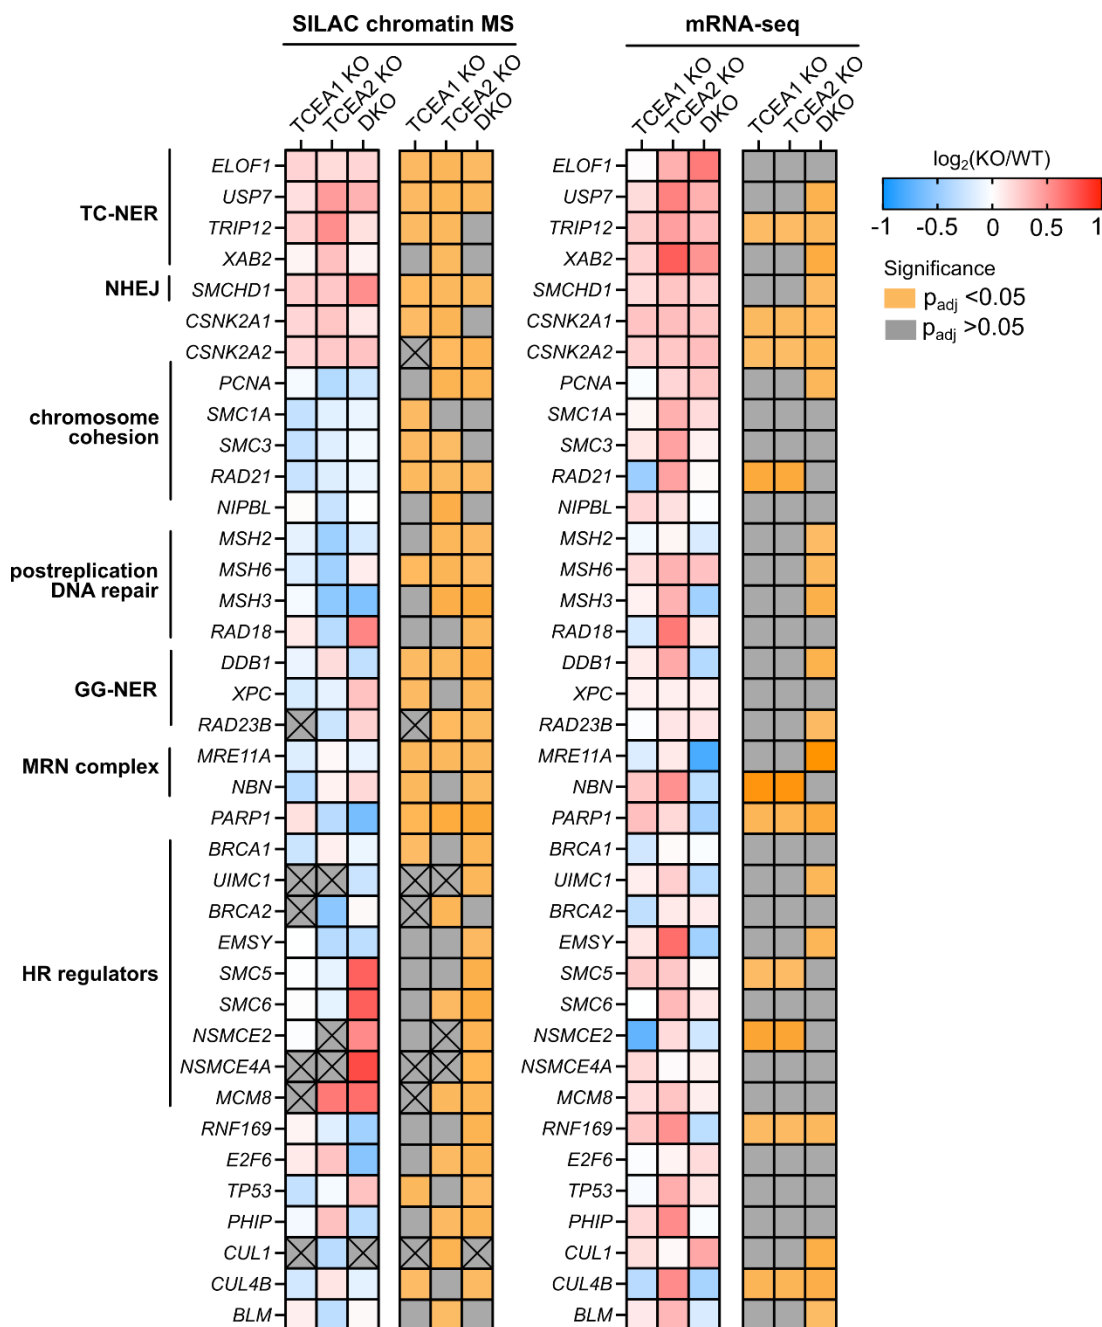 SILAC chromatin MS
mRNA-seq
TCEA1 KO
TCEA2 KO
DKO
TCEA1 KO
TCEA2 KO
DKO
TCEA1 KO
TCEA2 KO
DKO
TCEA1 KO
TCEA2 KO
DKO
TC-NER
NHEJ
chromosome
cohesion
postreplication
DNA repair
GG-NER
MRN complex
HR regulators
ELOF1
USP7
TRIP12
XAB2
SMCHD1
CSNK2A1
CSNK2A2
PCNA
SMC1A
SMC3
RAD21
NIPBL
MSH2
MSH6
MSH3
RAD18
DDB1
XPC
RAD23B
MRE11A
NBN
PARP1
BRCA1
UIMC1
BRCA2
EMSY
SMC5
SMC6
NSMCE2
NSMCE4A
MCM8
RNF169
E2F6
TP53
PHIP
CUL1
CUL4B
BLM
ELOF1
USP7
TRIP12
XAB2
SMCHD1
CSNK2A1
CSNK2A2
PCNA
SMC1A
SMC3
RAD21
NIPBL
MSH2
MSH6
MSH3
RAD18
DDB1
XPC
RAD23B
MRE11A
NBN
PARP1
BRCA1
UIMC1
BRCA2
EMSY
SMC5
SMC6
NSMCE2
NSMCE4A
MCM8
RNF169
E2F6
TP53
PHIP
CUL1
CUL4B
BLM
log2(KO/WT)
-1 -0.5 0 0.5 1
Significance
padj <0.05
padj >0.05